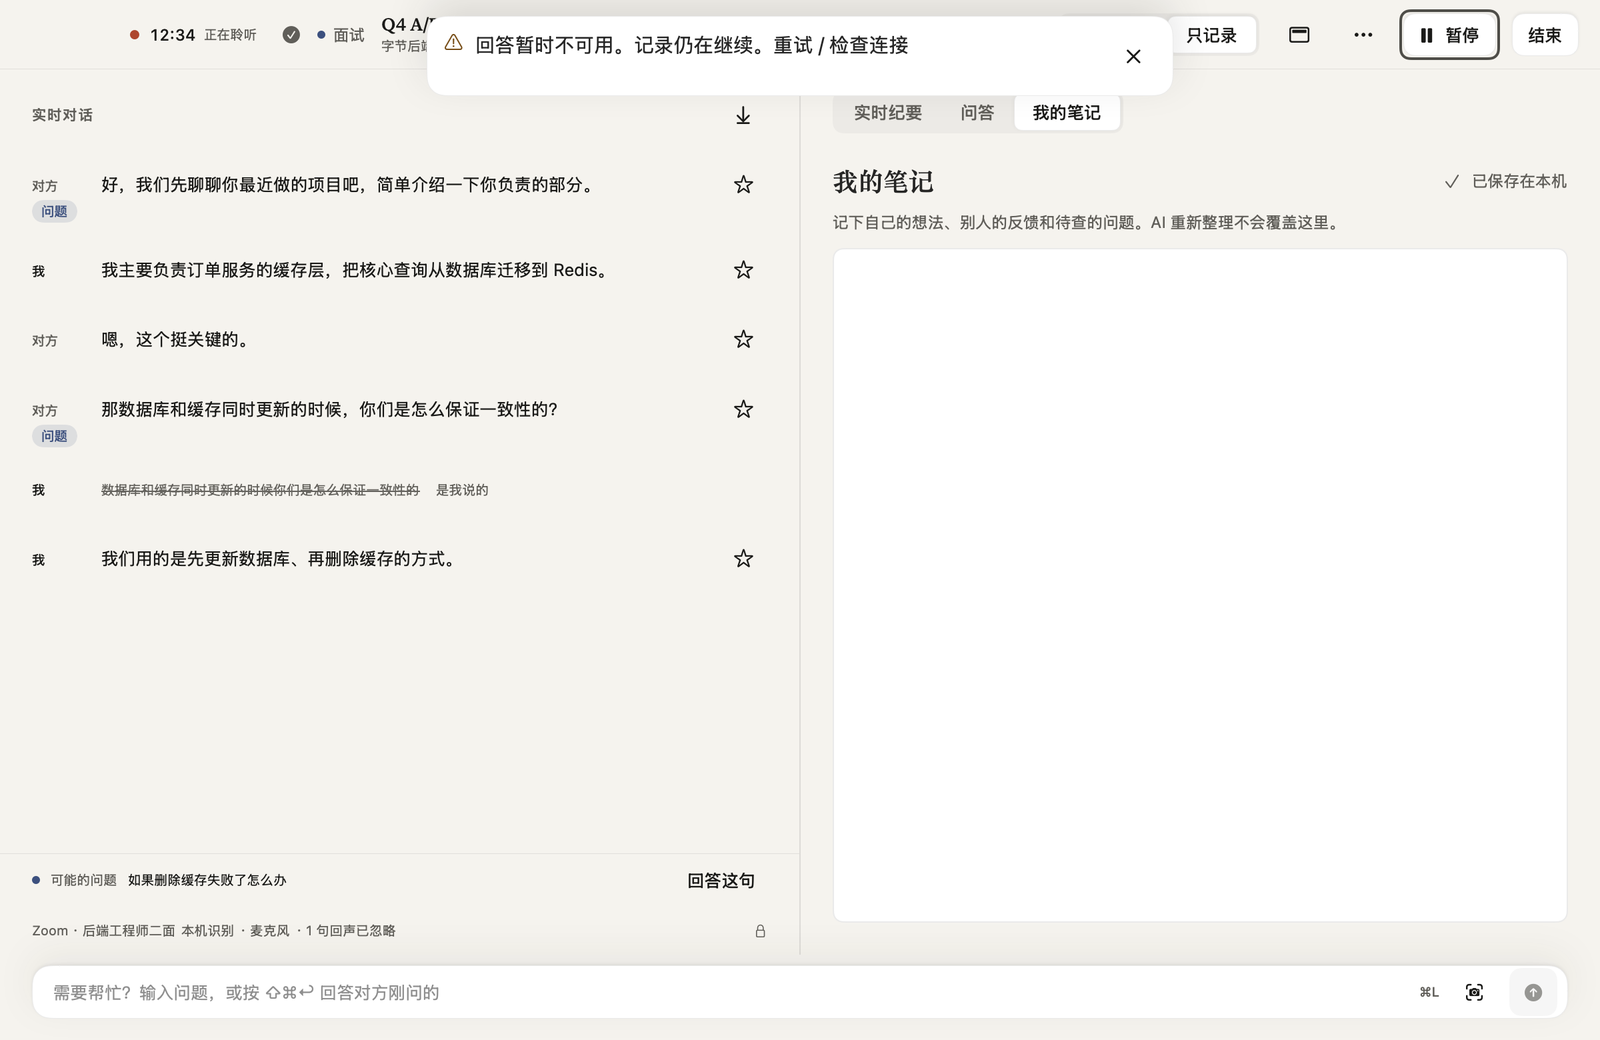 12:34 正在聆听
面试
Q4 A/
字节后端
回答暂时不可用。记录仍在继续。重试 / 检查连接
只记录
暂停
结束
实时对话
对方 好，我们先聊聊你最近做的项目吧，简单介绍一下你负责的部分。
问题
我 我主要负责订单服务的缓存层，把核心查询从数据库迁移到 Redis。
对方 嗯，这个挺关键的。
对方 那数据库和缓存同时更新的时候，你们是怎么保证一致性的？
问题
我 数据库和缓存同时更新的时候你们是怎么保证一致性的 是我说的
我 我们用的是先更新数据库、再删除缓存的方式。
可能的问题 如果删除缓存失败了怎么办 回答这句
Zoom · 后端工程师二面 本机识别 · 麦克风 · 1 句回声已忽略
实时纪要 问答 我的笔记
我的笔记
已保存在本机
记下自己的想法、别人的反馈和待查的问题。AI 重新整理不会覆盖这里。
需要帮忙？输入问题，或按 ⇧⌘↩ 回答对方刚问的
⌘L